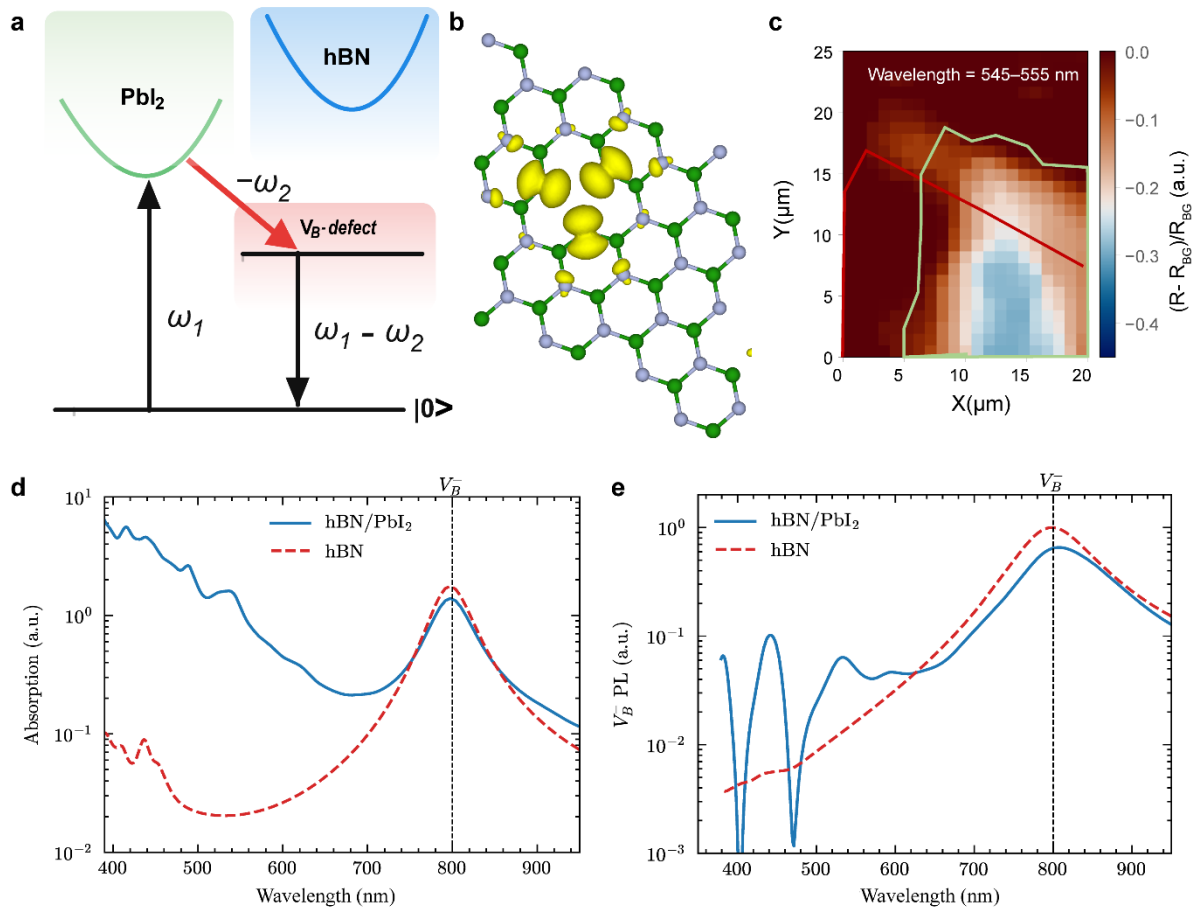 a
PbI₂
hBN
−ω₂
V_B-defect
ω₁
ω₁ − ω₂
|0>
b
c
Wavelength = 545–555 nm
25
20
15
10
5
0
Y(μm)
0
5
10
15
20
X(μm)
0.0
−0.1
−0.2
−0.3
−0.4
(R- R_BG)/R_BG (a.u.)
d
V_B^−
hBN/PbI₂
hBN
10¹
10⁰
10⁻¹
10⁻²
Absorption (a.u.)
400
500
600
700
800
900
Wavelength (nm)
e
V_B^−
hBN/PbI₂
hBN
10⁰
10⁻¹
10⁻²
10⁻³
V_B^− PL (a.u.)
400
500
600
700
800
900
Wavelength (nm)